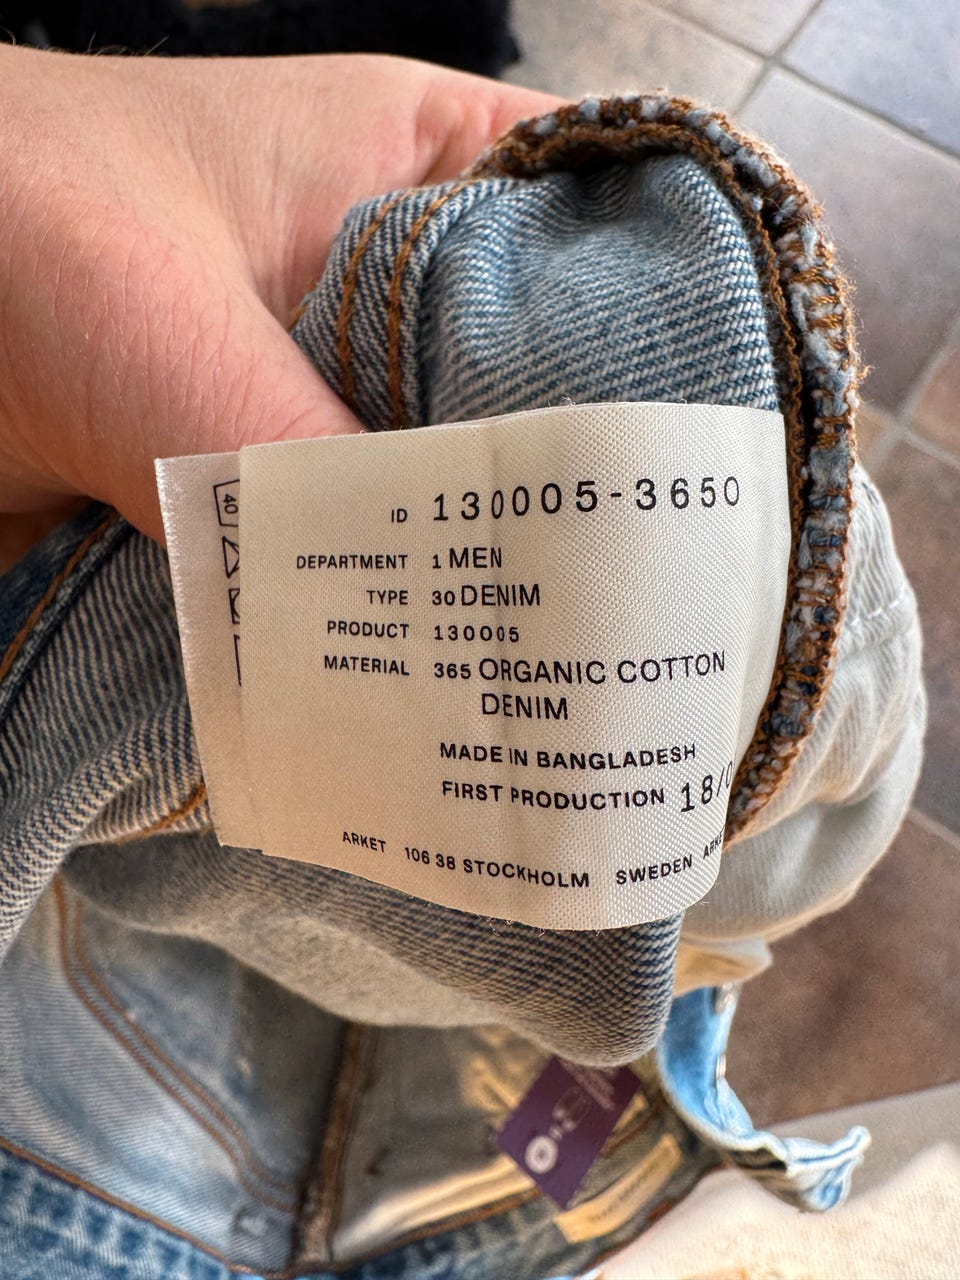 40
ID 130005-3650
DEPARTMENT 1 MEN
TYPE 30 DENIM
PRODUCT 130005
MATERIAL 365 ORGANIC COTTON
DENIM
MADE IN BANGLADESH
FIRST PRODUCTION 18/0
ARKET 106 38 STOCKHOLM SWEDEN